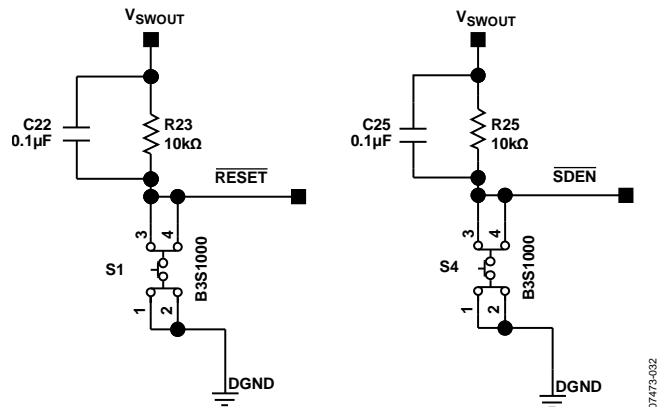 VSWOUT
C22
0.1µF
R23
10kΩ
RESET
3
4
S1
B3S1000
1
2
DGND
VSWOUT
C25
0.1µF
R25
10kΩ
SDEN
3
4
S4
B3S1000
1
2
DGND
07473-032